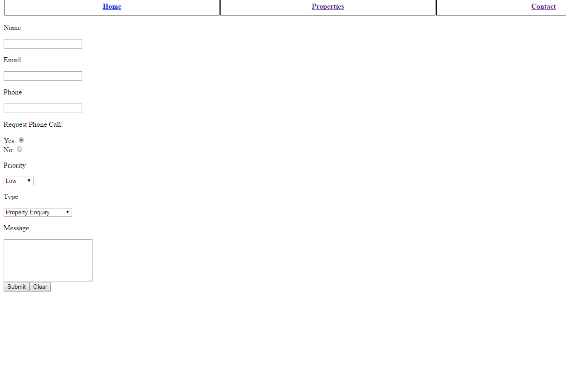 Home Properties Contact
Name
Email
Phone
Request Phone Call:
Yes:
No:
Priority
Low
Type
Property Enquiry
Message
Submit Clear